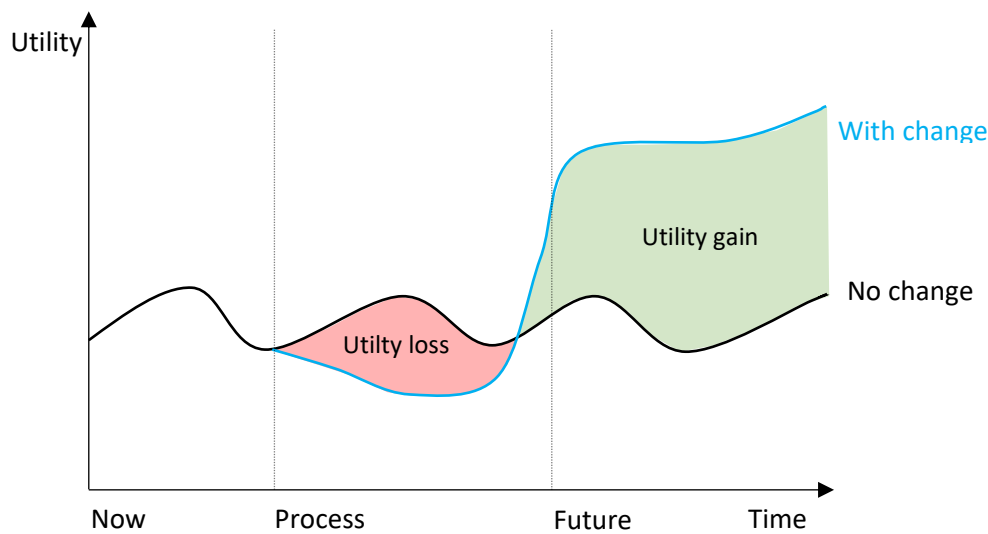 Utility
With change
Utility gain
No change
Utilty loss
Now
Process
Future
Time